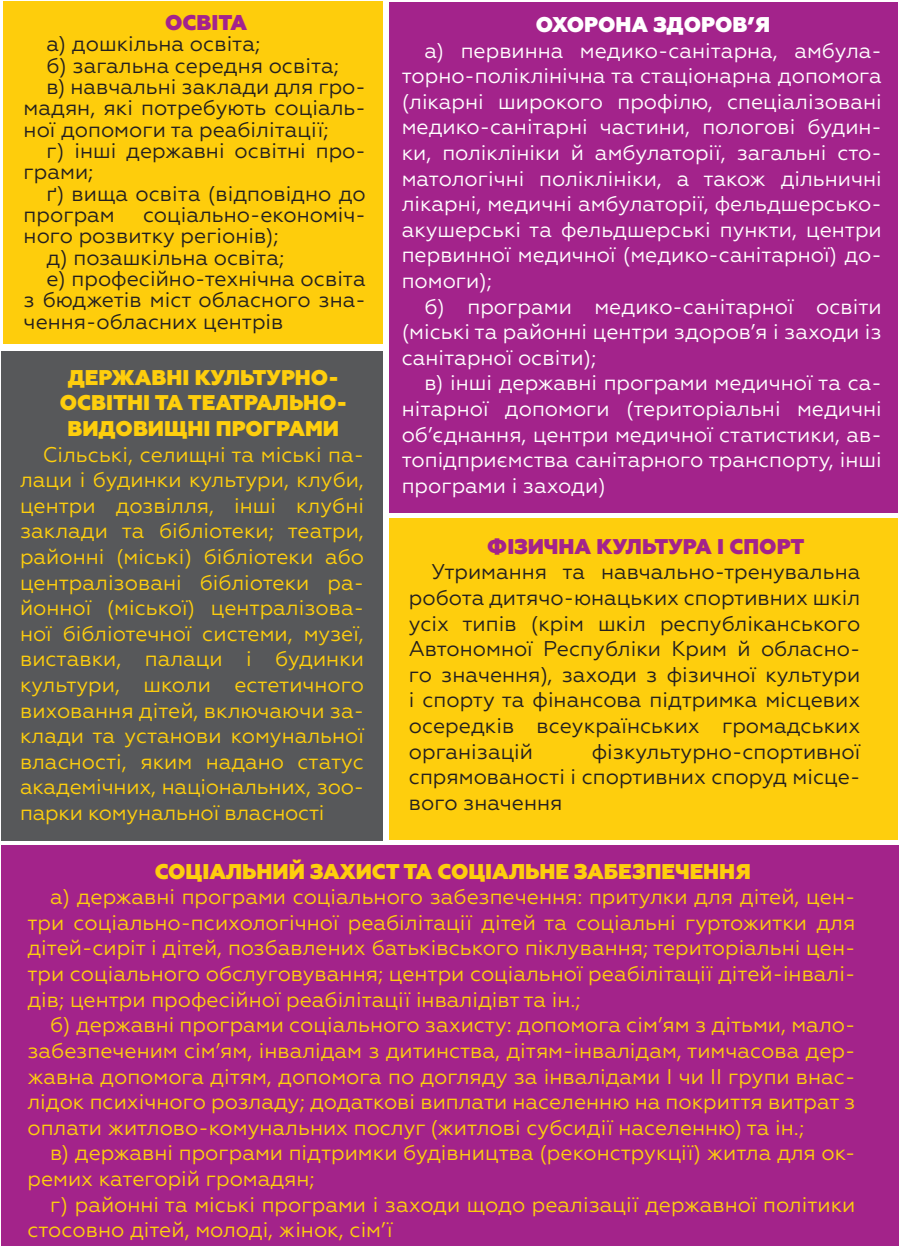 ОСВІТА
а) дошкільна освіта;
б) загальна середня освіта;
в) навчальні заклади для гро-
мадян, які потребують соціаль-
ної допомоги та реабілітації;
г) інші державні освітні про-
грами;
ґ) вища освіта (відповідно до
програм соціально-економіч-
ного розвитку регіонів);
д) позашкільна освіта;
е) професійно-технічна освіта
з бюджетів міст обласного зна-
чення-обласних центрів
ОХОРОНА ЗДОРОВ’Я
а) первинна медико-санітарна, амбула-
торно-поліклінічна та стаціонарна допомога
(лікарні широкого профілю, спеціалізовані
медико-санітарні частини, пологові будин-
ки, поліклініки й амбулаторії, загальні сто-
матологічні поліклініки, а також дільничні
лікарні, медичні амбулаторії, фельдшерсько-
акушерські та фельдшерські пункти, центри
первинної медичної (медико-санітарної) до-
помоги);
б) програми медико-санітарної освіти
(міські та районні центри здоров’я і заходи із
санітарної освіти);
в) інші державні програми медичної та са-
нітарної допомоги (територіальні медичні
об’єднання, центри медичної статистики, ав-
топідприємства санітарного транспорту, інші
програми і заходи)
ДЕРЖАВНІ КУЛЬТУРНО-
ОСВІТНІ ТА ТЕАТРАЛЬНО-
ВИДОВИЩНІ ПРОГРАМИ
Сільські, селищні та міські па-
лаци і будинки культури, клуби,
центри дозвілля, інші клубні
заклади та бібліотеки; театри,
районні (міські) бібліотеки або
централізовані бібліотеки ра-
йонної (міської) централізова-
ної бібліотечної системи, музеї,
виставки, палаци і будинки
культури, школи естетичного
виховання дітей, включаючи за-
клади та установи комунальної
власності, яким надано статус
академічних, національних, зоо-
парки комунальної власності
ФІЗИЧНА КУЛЬТУРА І СПОРТ
Утримання та навчально-тренувальна
робота дитячо-юнацьких спортивних шкіл
усіх типів (крім шкіл республіканського
Автономної Республіки Крим й обласно-
го значення), заходи з фізичної культури
і спорту та фінансова підтримка місцевих
осередків всеукраїнських громадських
організацій фізкультурно-спортивної
спрямованості і спортивних споруд місце-
вого значення
СОЦІАЛЬНИЙ ЗАХИСТ ТА СОЦІАЛЬНЕ ЗАБЕЗПЕЧЕННЯ
а) державні програми соціального забезпечення: притулки для дітей, цен-
три соціально-психологічної реабілітації дітей та соціальні гуртожитки для
дітей-сиріт і дітей, позбавлених батьківського піклування; територіальні цен-
три соціального обслуговування; центри соціальної реабілітації дітей-інвалі-
дів; центри професійної реабілітації інвалідівт та ін.;
б) державні програми соціального захисту: допомога сім’ям з дітьми, мало-
забезпеченим сім’ям, інвалідам з дитинства, дітям-інвалідам, тимчасова дер-
жавна допомога дітям, допомога по догляду за інвалідами І чи ІІ групи внас-
лідок психічного розладу; додаткові виплати населенню на покриття витрат з
оплати житлово-комунальних послуг (житлові субсидії населенню) та ін.;
в) державні програми підтримки будівництва (реконструкції) житла для ок-
ремих категорій громадян;
г) районні та міські програми і заходи щодо реалізації державної політики
стосовно дітей, молоді, жінок, сім’ї